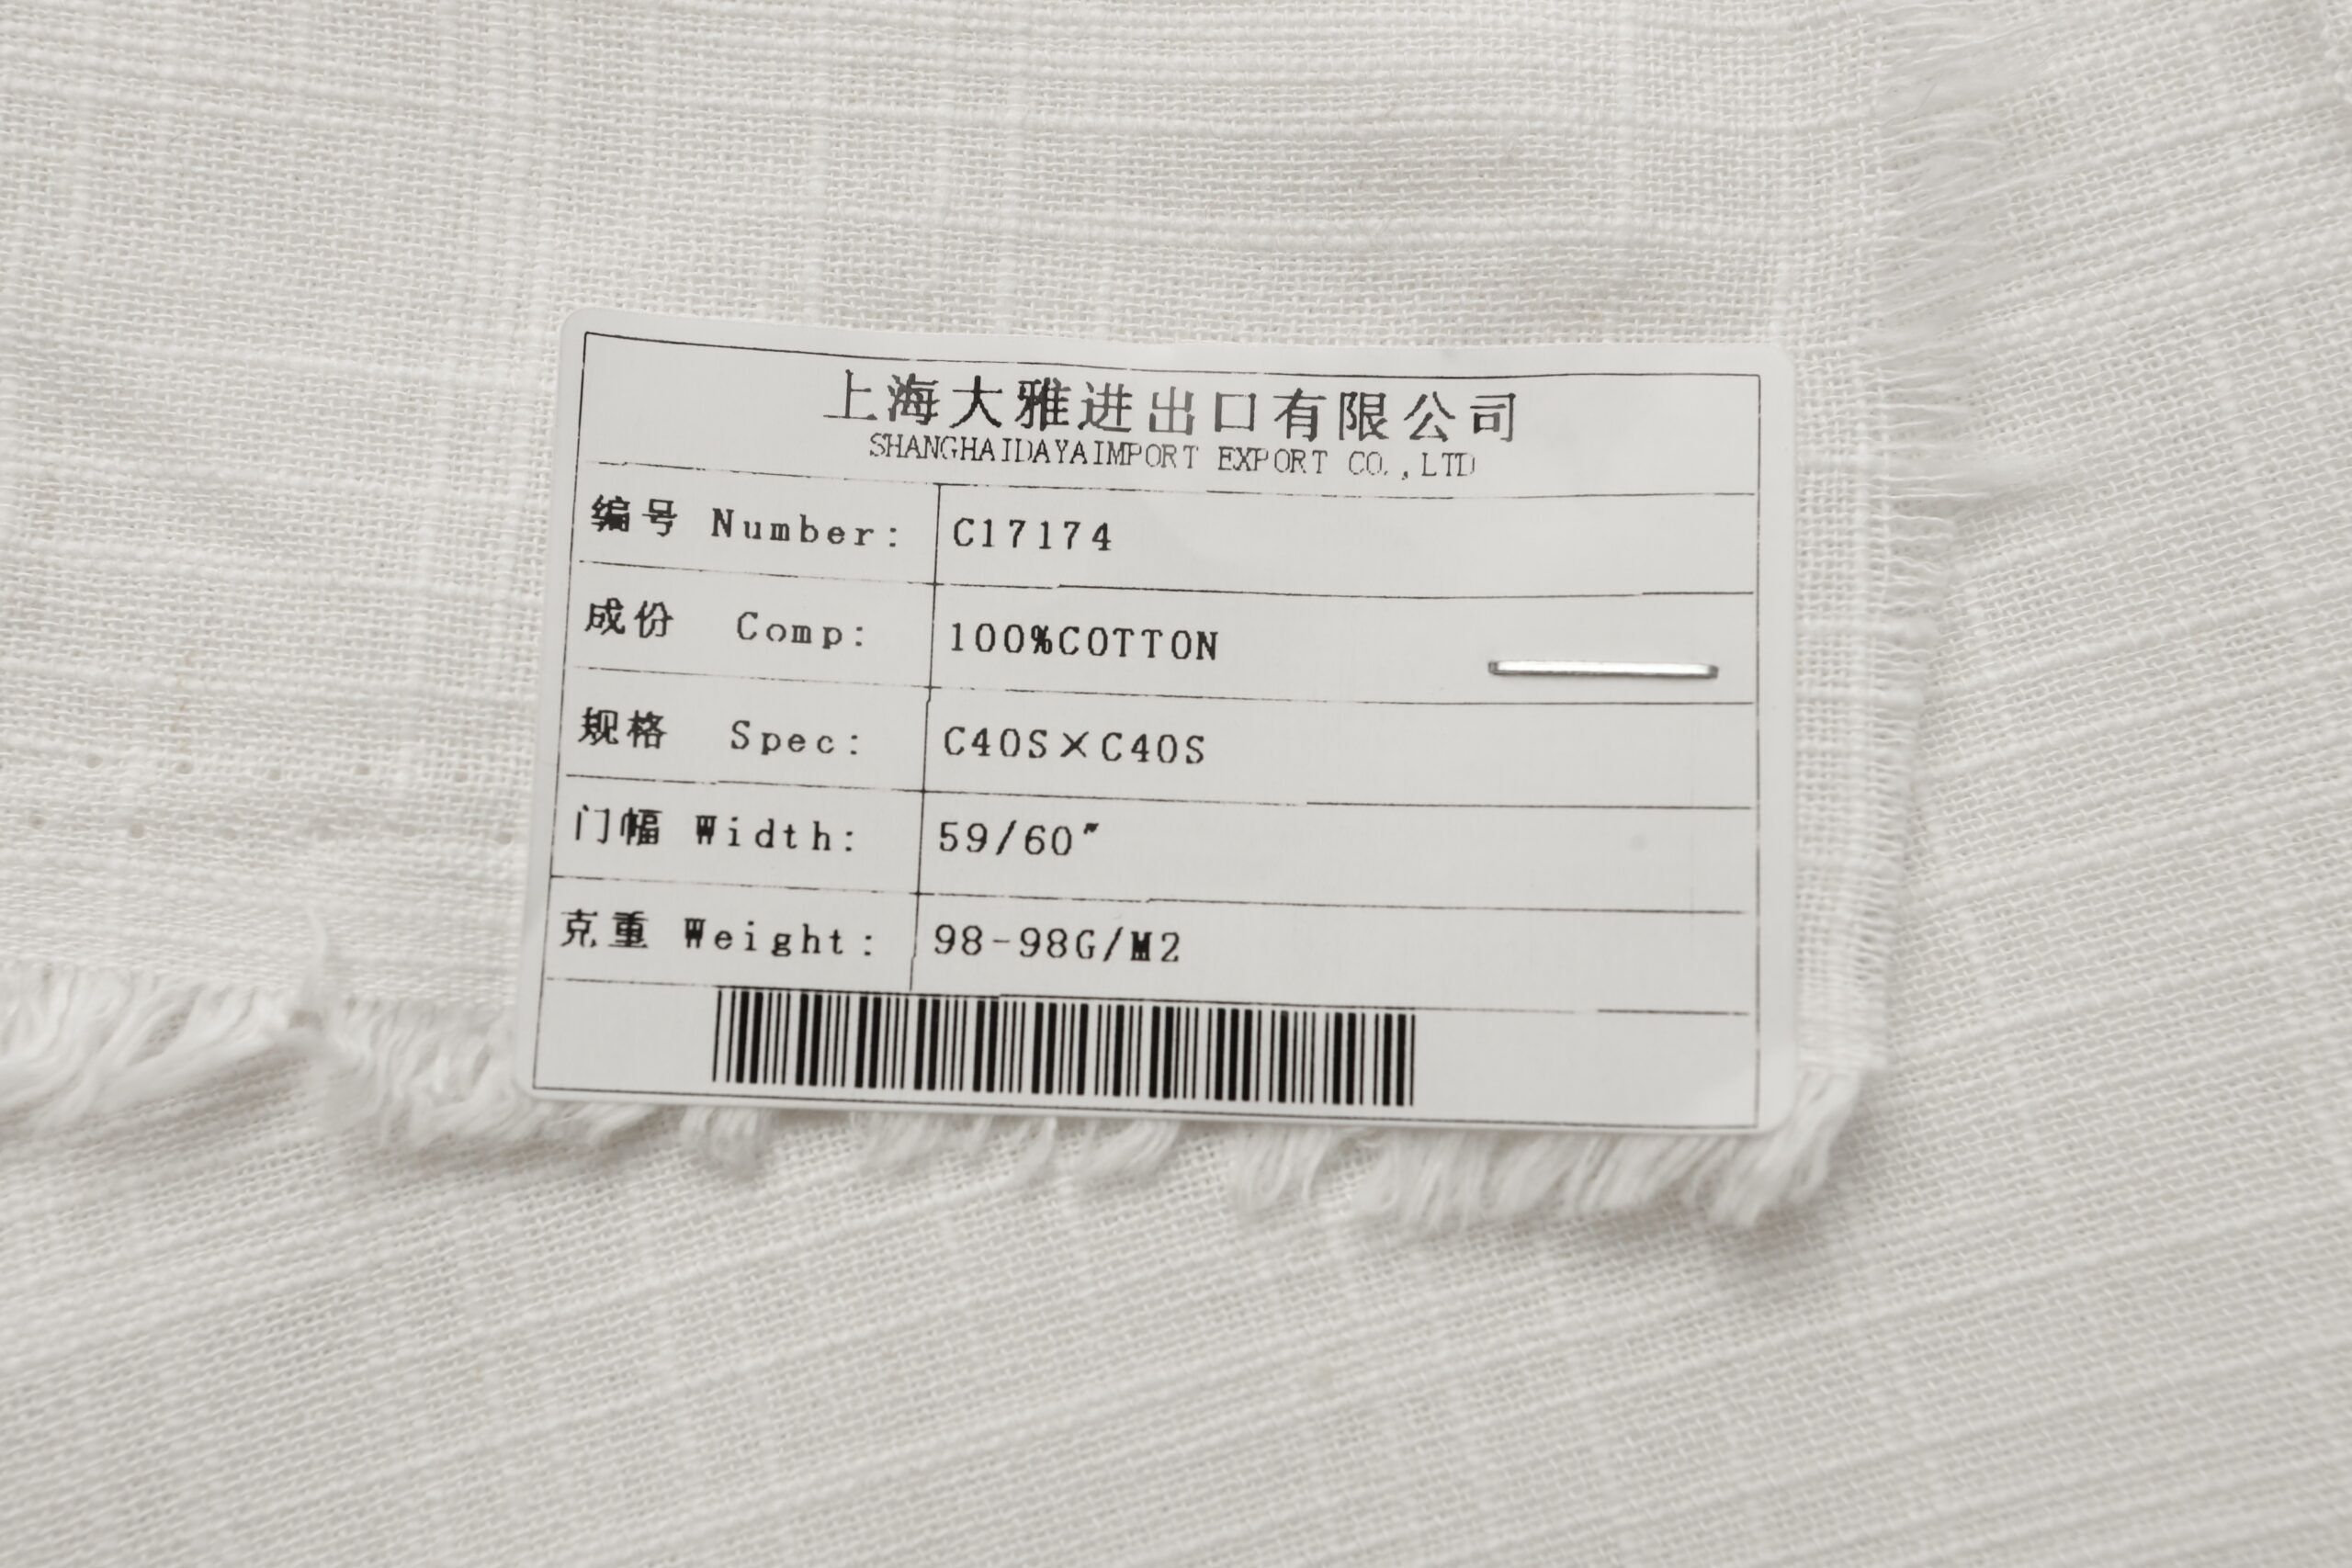 上海大雅进出口有限公司
SHANGHAIDAYAIMPORT EXPORT CO.,LTD
编号 Number: C17174
成份 Comp: 100%COTTON
规格 Spec: C40S×C40S
门幅 Width: 59/60″
克重 Weight: 98-98G/M2